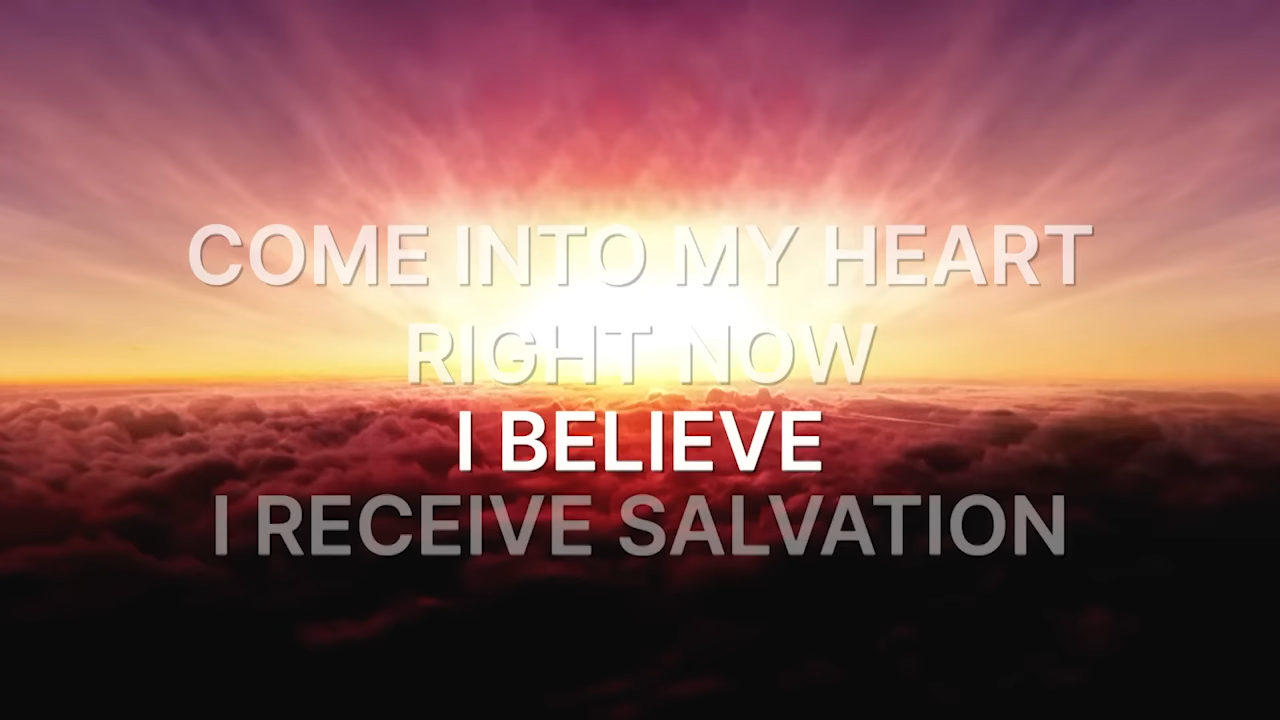 COME INTO MY HEART
RIGHT NOW
I BELIEVE
I RECEIVE SALVATION